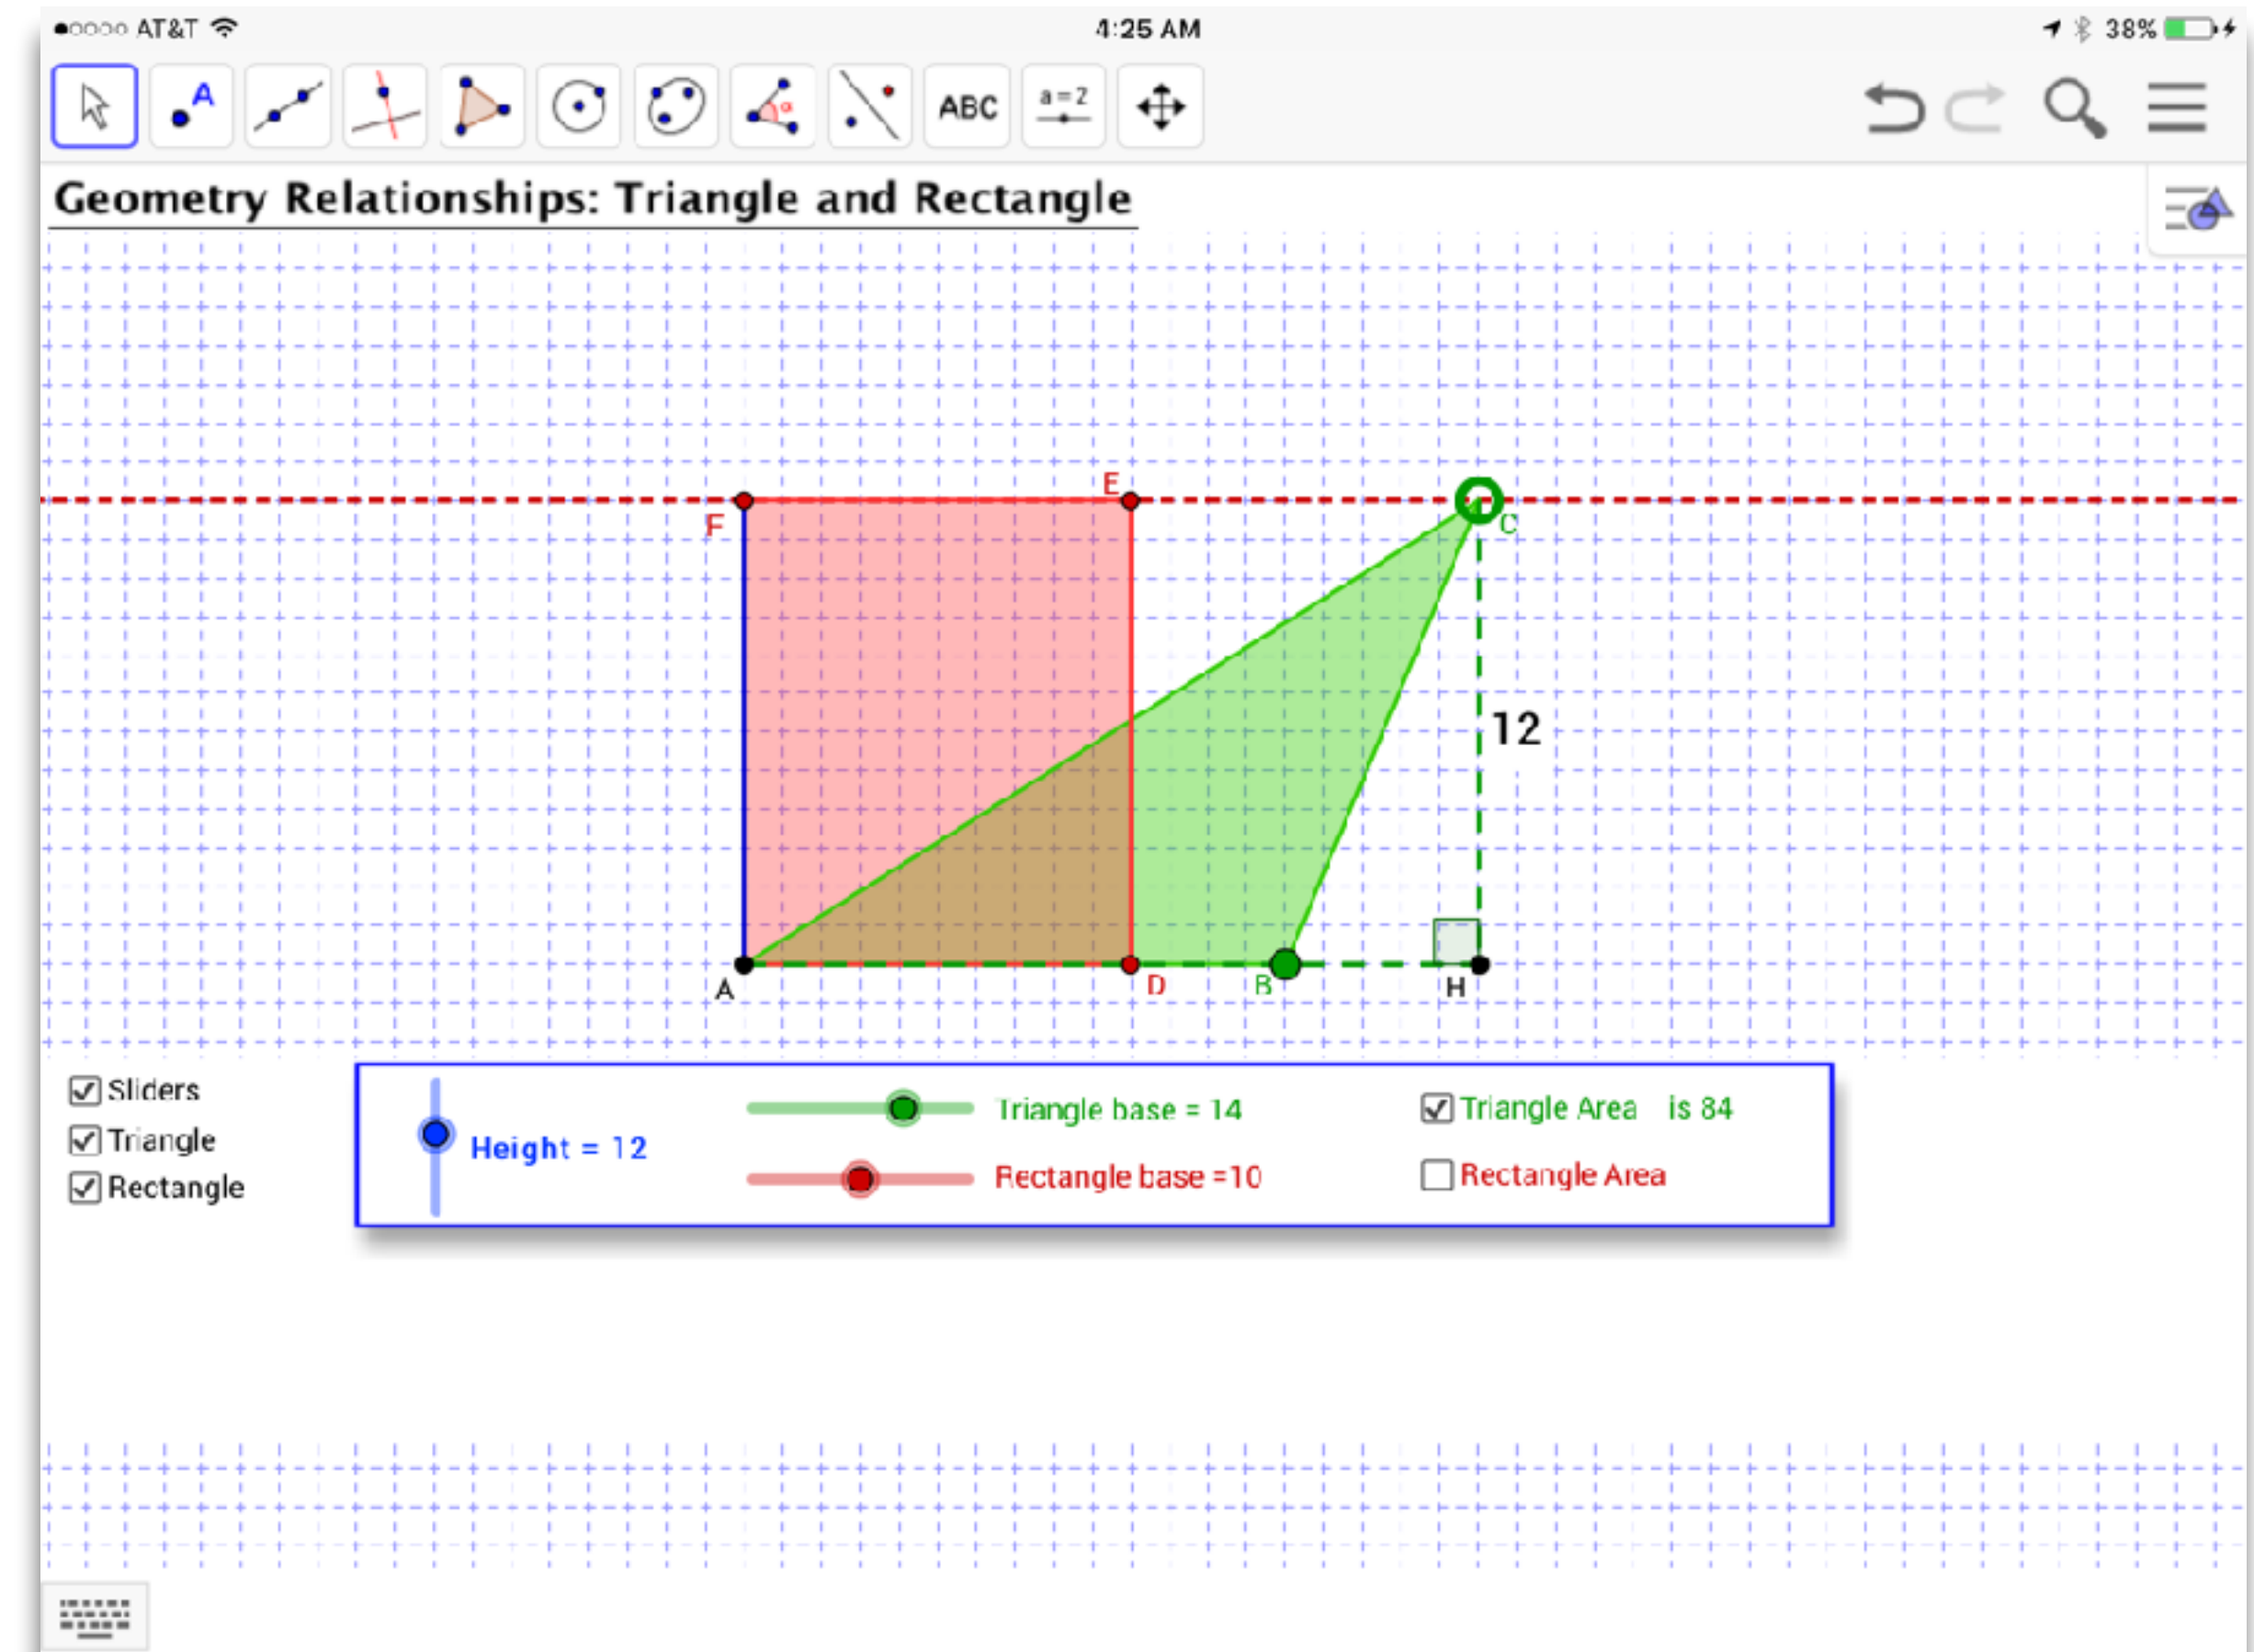 AT&T 4:25 AM 38%
A α ABC a = 2
Geometry Relationships: Triangle and Rectangle
E
F C
12
A D B H
Sliders
Triangle
Rectangle
Height = 12
Triangle base = 14
Rectangle base =10
Triangle Area is 84
Rectangle Area